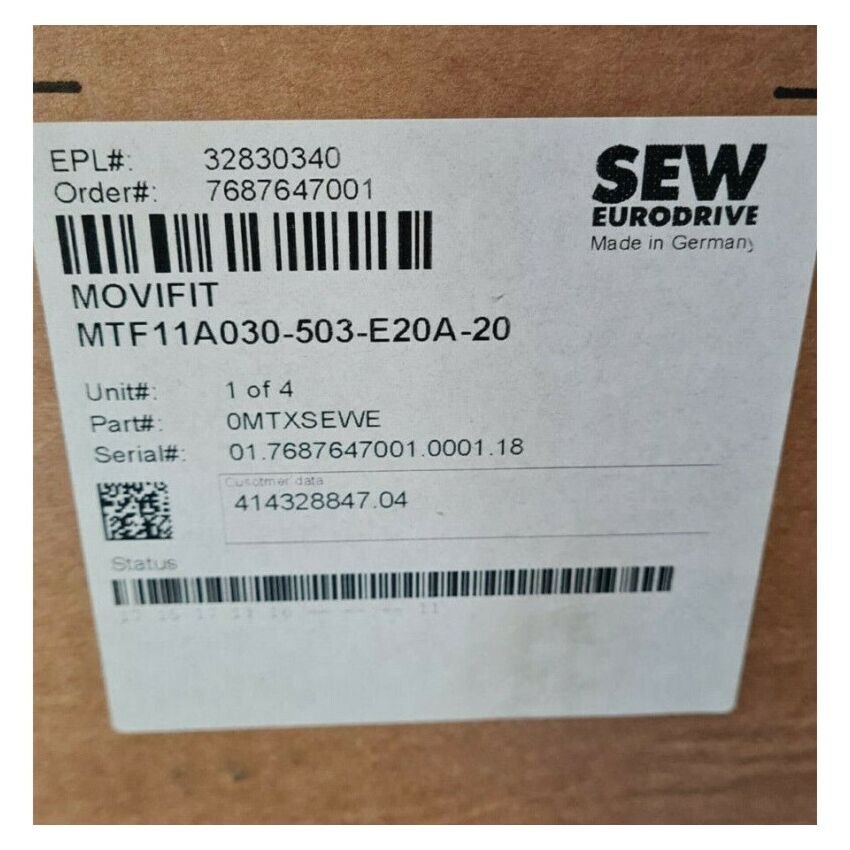 EPL#: 32830340
Order#: 7687647001
SEW
EURODRIVE
Made in Germany
MOVIFIT
MTF11A030-503-E20A-20
Unit#: 1 of 4
Part#: 0MTXSEWE
Serial#: 01.7687647001.0001.18
Cusotmer data
414328847.04
Status